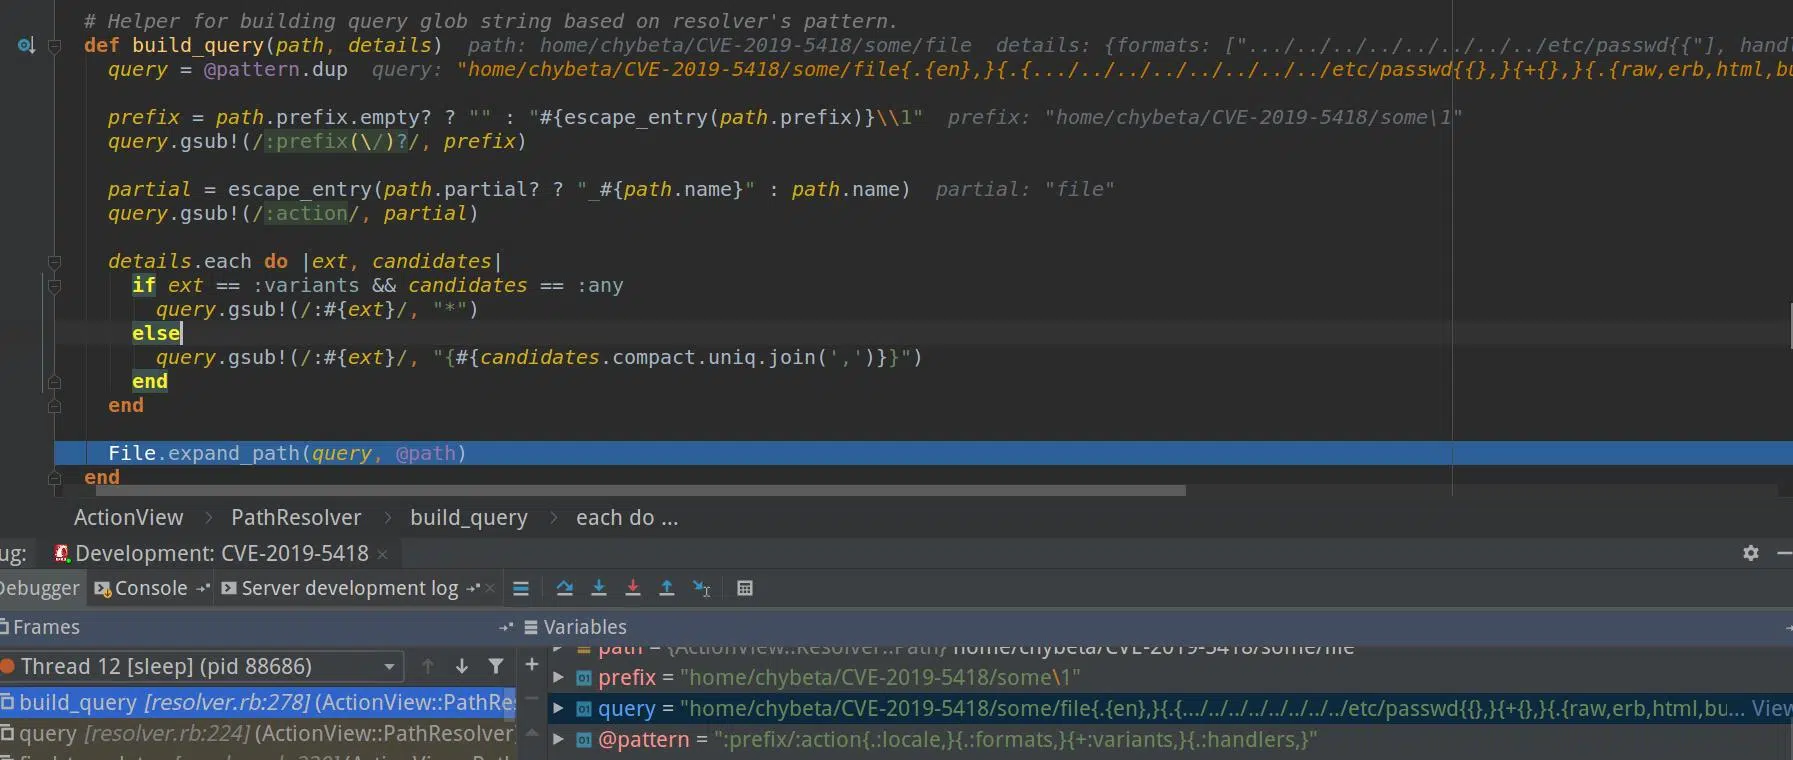 # Helper for building query glob string based on resolver's pattern.
def build_query(path, details)  path: home/chybeta/CVE-2019-5418/some/file  details: {formats: [".../../../../../../../../etc/passwd{{"], handl
query = @pattern.dup  query: "home/chybeta/CVE-2019-5418/some/file{.{en},}{.{.../../../../../../../../etc/passwd{{},}{+{},}{.{raw,erb,html,bu
prefix = path.prefix.empty? ? "" : "#{escape_entry(path.prefix)}\\1"  prefix: "home/chybeta/CVE-2019-5418/some\1"
query.gsub!(/:prefix(\/)?/, prefix)
partial = escape_entry(path.partial? ? "_#{path.name}" : path.name)  partial: "file"
query.gsub!(/:action/, partial)
details.each do |ext, candidates|
if ext == :variants && candidates == :any
query.gsub!(/:#{ext}/, "*")
else
query.gsub!(/:#{ext}/, "{#{candidates.compact.uniq.join(',')}}")
end
end
File.expand_path(query, @path)
end
ActionView > PathResolver > build_query > each do ...
ug: Development: CVE-2019-5418 ×
Debugger Console Server development log
Frames Variables
Thread 12 [sleep] (pid 88686)
path = {ActionView::Resolver::Path} home/chybeta/CVE-2019-5418/some/file
prefix = "home/chybeta/CVE-2019-5418/some\1"
build_query [resolver.rb:278] (ActionView::PathRes
query = "home/chybeta/CVE-2019-5418/some/file{.{en},}{.{.../../../../../../../../etc/passwd{{},}{+{},}{.{raw,erb,html,bu... View
query [resolver.rb:224] (ActionView::PathResolver
@pattern = ":prefix/:action{.:locale,}{.:formats,}{+:variants,}{.:handlers,}"